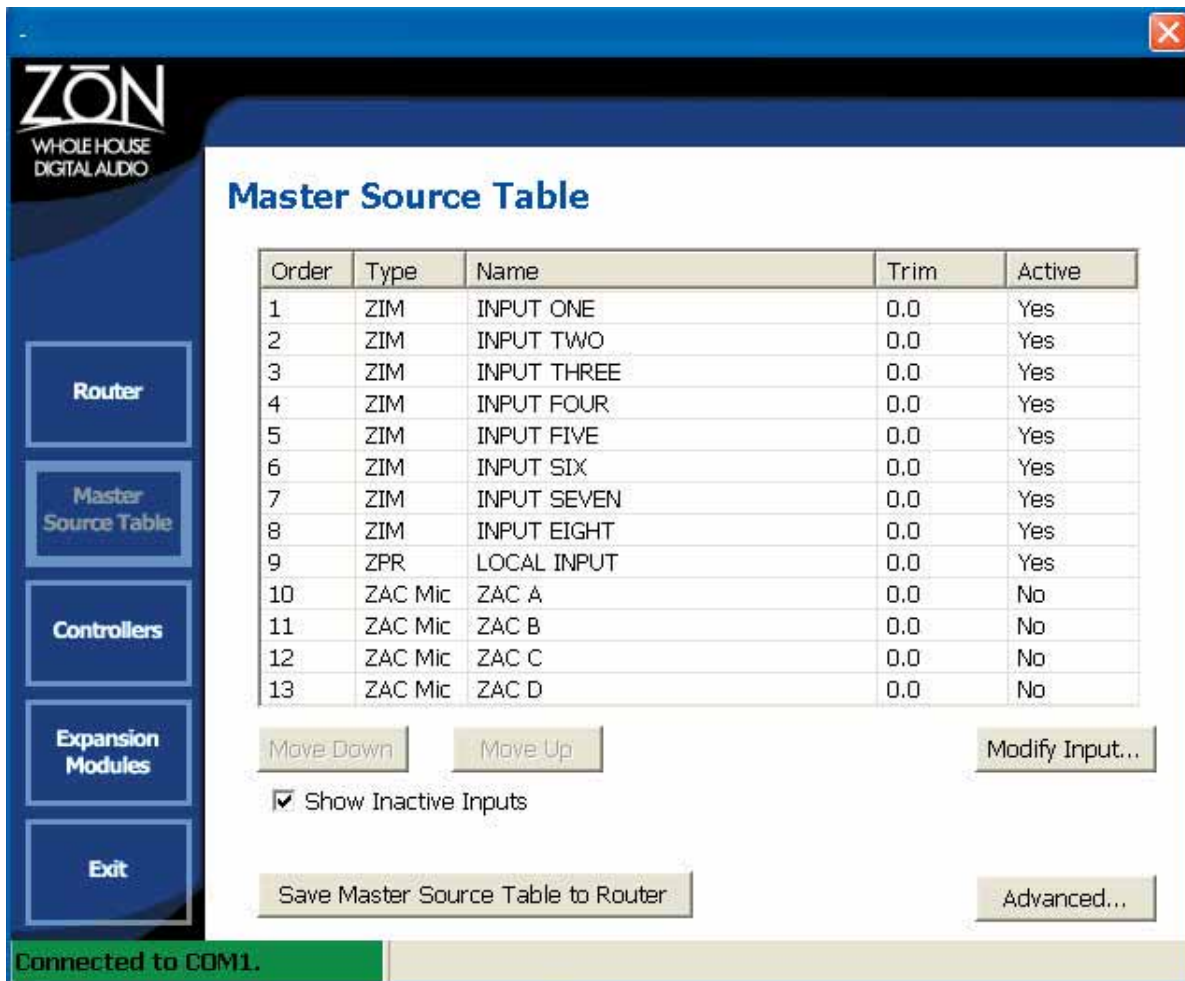 -
ZŌN
WHOLE HOUSE
DIGITAL AUDIO
Master Source Table
Order Type Name Trim Active
1 ZIM INPUT ONE 0.0 Yes
2 ZIM INPUT TWO 0.0 Yes
3 ZIM INPUT THREE 0.0 Yes
4 ZIM INPUT FOUR 0.0 Yes
5 ZIM INPUT FIVE 0.0 Yes
6 ZIM INPUT SIX 0.0 Yes
7 ZIM INPUT SEVEN 0.0 Yes
8 ZIM INPUT EIGHT 0.0 Yes
9 ZPR LOCAL INPUT 0.0 Yes
10 ZAC Mic ZAC A 0.0 No
11 ZAC Mic ZAC B 0.0 No
12 ZAC Mic ZAC C 0.0 No
13 ZAC Mic ZAC D 0.0 No
Router
Master
Source Table
Controllers
Expansion
Modules
Exit
Move Down Move Up Modify Input...
Show Inactive Inputs
Save Master Source Table to Router Advanced...
Connected to COM1.